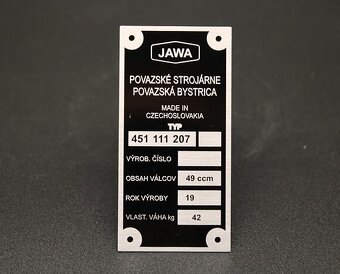 JAWA
POVAZSKÉ STROJÁRNE
POVAZSKÁ BYSTRICA
MADE IN
CZECHOSLOVAKIA
TYP
451 111 207
VÝROB. ČÍSLO
OBSAH VÁLCOV 49 ccm
ROK VÝROBY 19
VLAST. VÁHA kg 42